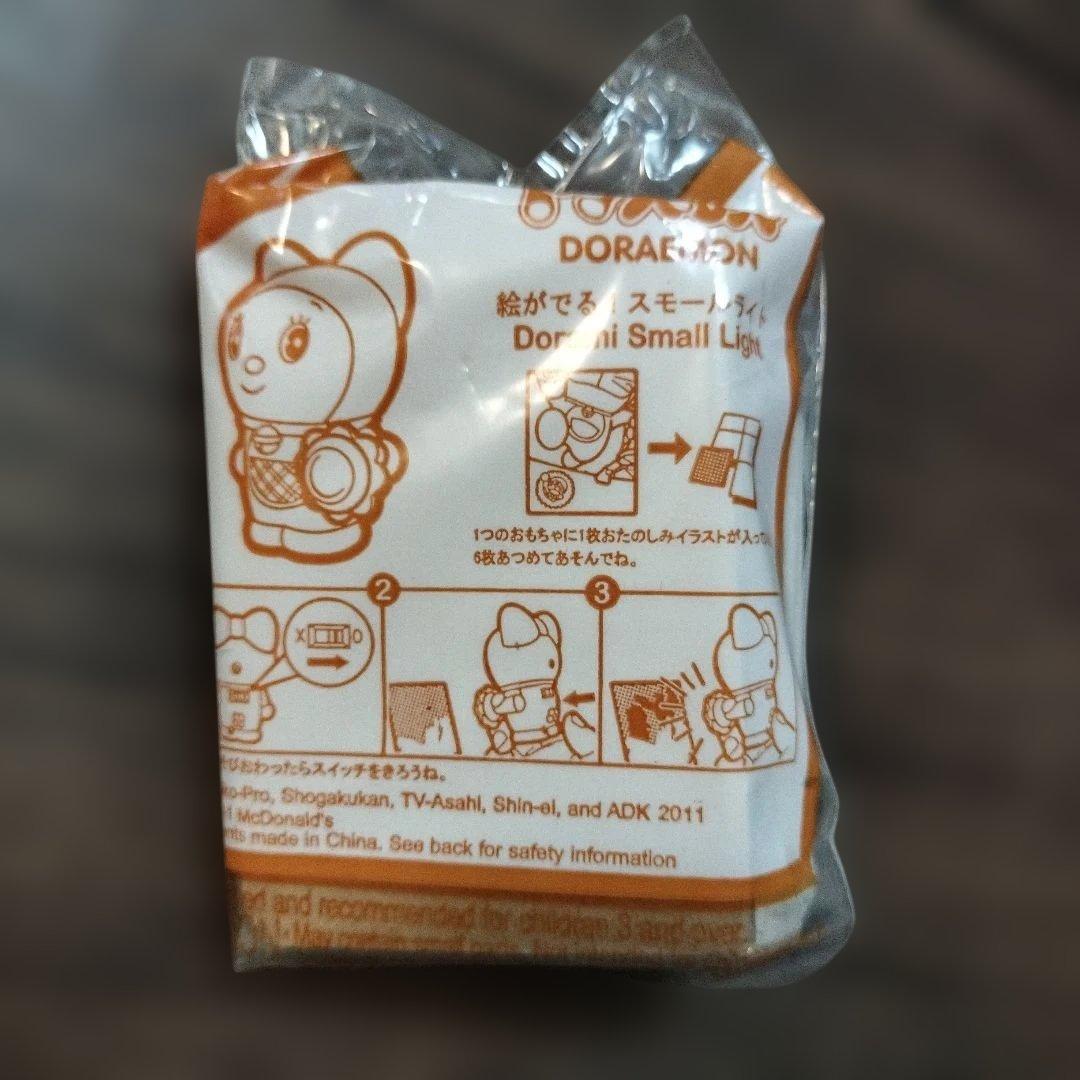 DORAEMON
絵がでる！スモールライト
Dorami Small Light
1つのおもちゃに1枚おたのしみイラストが入って
6枚あつめてあそんでね。
2
3
X O
びおわったらスイッチをきろうね。
ko-Pro, Shogakukan, TV-Asahi, Shin-ei, and ADK 2011
1 McDonald's
nts made in China. See back for safety information
ed and recommended for children 3 and over